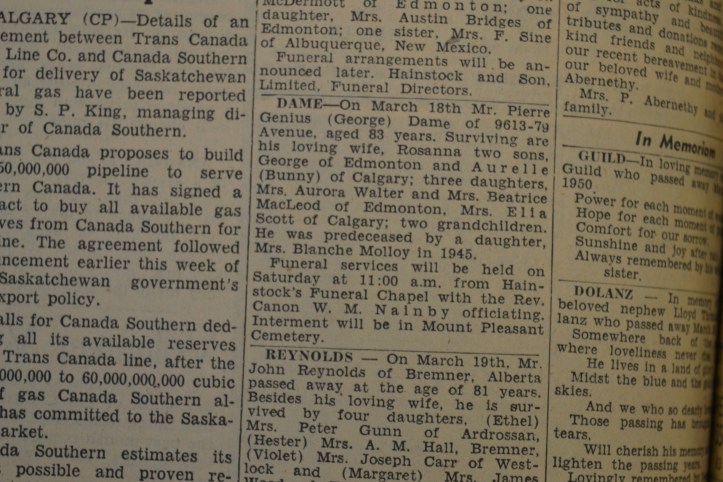 ALGARY (CP)—Details of an
ement between Trans Canada
Line Co. and Canada Southern
for delivery of Saskatchewan
ral gas have been reported
by S. P. King, managing di-
r of Canada Southern.
ans Canada proposes to build
50,000,000 pipeline to serve
ern Canada. It has signed a
act to buy all available gas
ves from Canada Southern for
ine. The agreement followed
uncement earlier this week of
Saskatchewan government's
xport policy.
alls for Canada Southern ded-
g all its available reserves
Trans Canada line, after the
000,000 to 60,000,000,000 cubic
f gas Canada Southern al-
has committed to the Saska-
arket.
da Southern estimates its
possible and proven re-
McDermott of Edmonton; one
daughter, Mrs. Austin Bridges of
Edmonton; one sister, Mrs. F. Sine
of Albuquerque, New Mexico.
Funeral arrangements will be an-
nounced later. Hainstock and Son,
Limited, Funeral Directors.
DAME—On March 18th Mr. Pierre
Genius (George) Dame of 9613-79
Avenue, aged 83 years. Surviving are
his loving wife, Rosanna two sons,
George of Edmonton and Aurelle
(Bunny) of Calgary; three daughters,
Mrs. Aurora Walter and Mrs. Beatrice
MacLeod of Edmonton, Mrs. Ella
Scott of Calgary; two grandchildren.
He was predeceased by a daughter,
Mrs. Blanche Molloy in 1945.
Funeral services will be held on
Saturday at 11:00 a.m. from Hain-
stock's Funeral Chapel with the Rev.
Canon W. M. Nainby officiating.
Interment will be in Mount Pleasant
Cemetery.
REYNOLDS — On March 19th, Mr.
John Reynolds of Bremner, Alberta
passed away at the age of 81 years.
Besides his loving wife, he is sur-
vived by four daughters, (Ethel)
Mrs. Peter Gunn of Ardrossan,
(Hester) Mrs. A. M. Hall, Bremner,
(Violet) Mrs. Joseph Carr of West-
lock and (Margaret) Mrs. James
for acts of
of sympathy and
tributes and donations
kind friends and
our recent bereavement
our beloved wife and
Abernethy.
Mrs. P. Abernethy and
family.
In Memoriam
GUILD—In loving
Guild who passed away
1950.
Power for each moment of
Hope for each moment of
Comfort for our sorrow,
Sunshine and joy after
Always remembered by
sister.
DOLANZ — In
beloved nephew Lloyd
lanz who passed away
Somewhere back of
where loveliness never
He lives in a land of
Midst the blue and the
skies.
And we who so dearly
Those passing has
tears,
Will cherish his memory
lighten the passing years.
Lovingly remembered